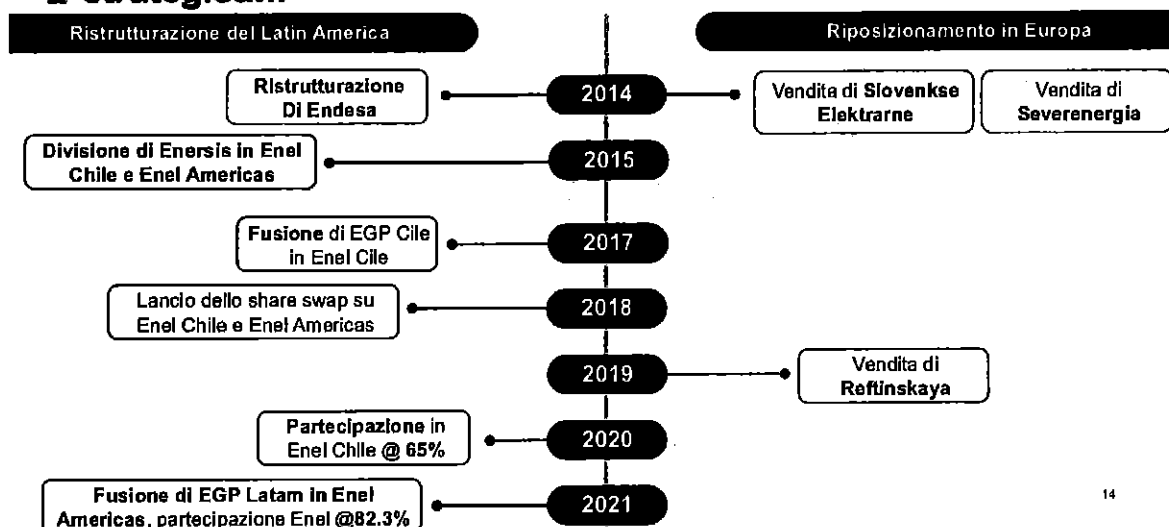 Ristrutturazione del Latin America
Riposizionamento in Europa
Ristrutturazione
Di Endesa
2014
Vendita di Slovenkse
Elektrarne
Vendita di
Severenergia
Divisione di Enersis in Enel
Chile e Enel Americas
2015
Fusione di EGP Cile
in Enel Cile
2017
Lancio dello share swap su
Enel Chile e Enel Americas
2018
2019
Vendita di
Reftinskaya
Partecipazione in
Enel Chile @ 65%
2020
Fusione di EGP Latam in Enel
Americas, partecipazione Enel @82.3%
2021
14